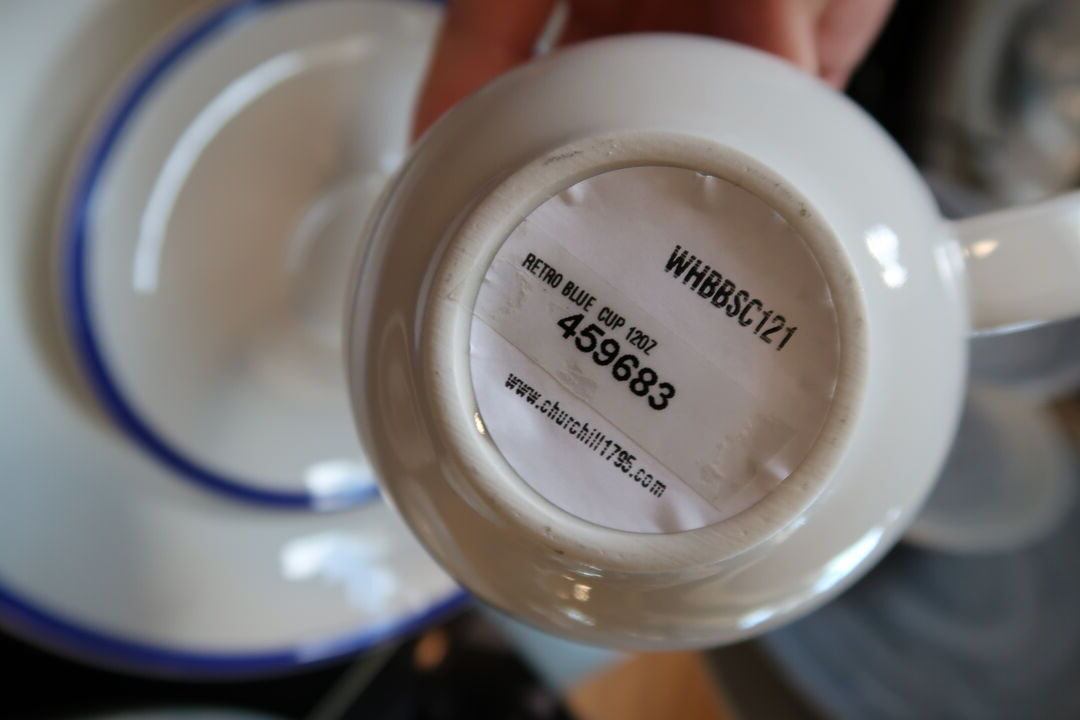 WHBBSC121
RETRO BLUE CUP 12OZ
459683
www.churchill1795.com